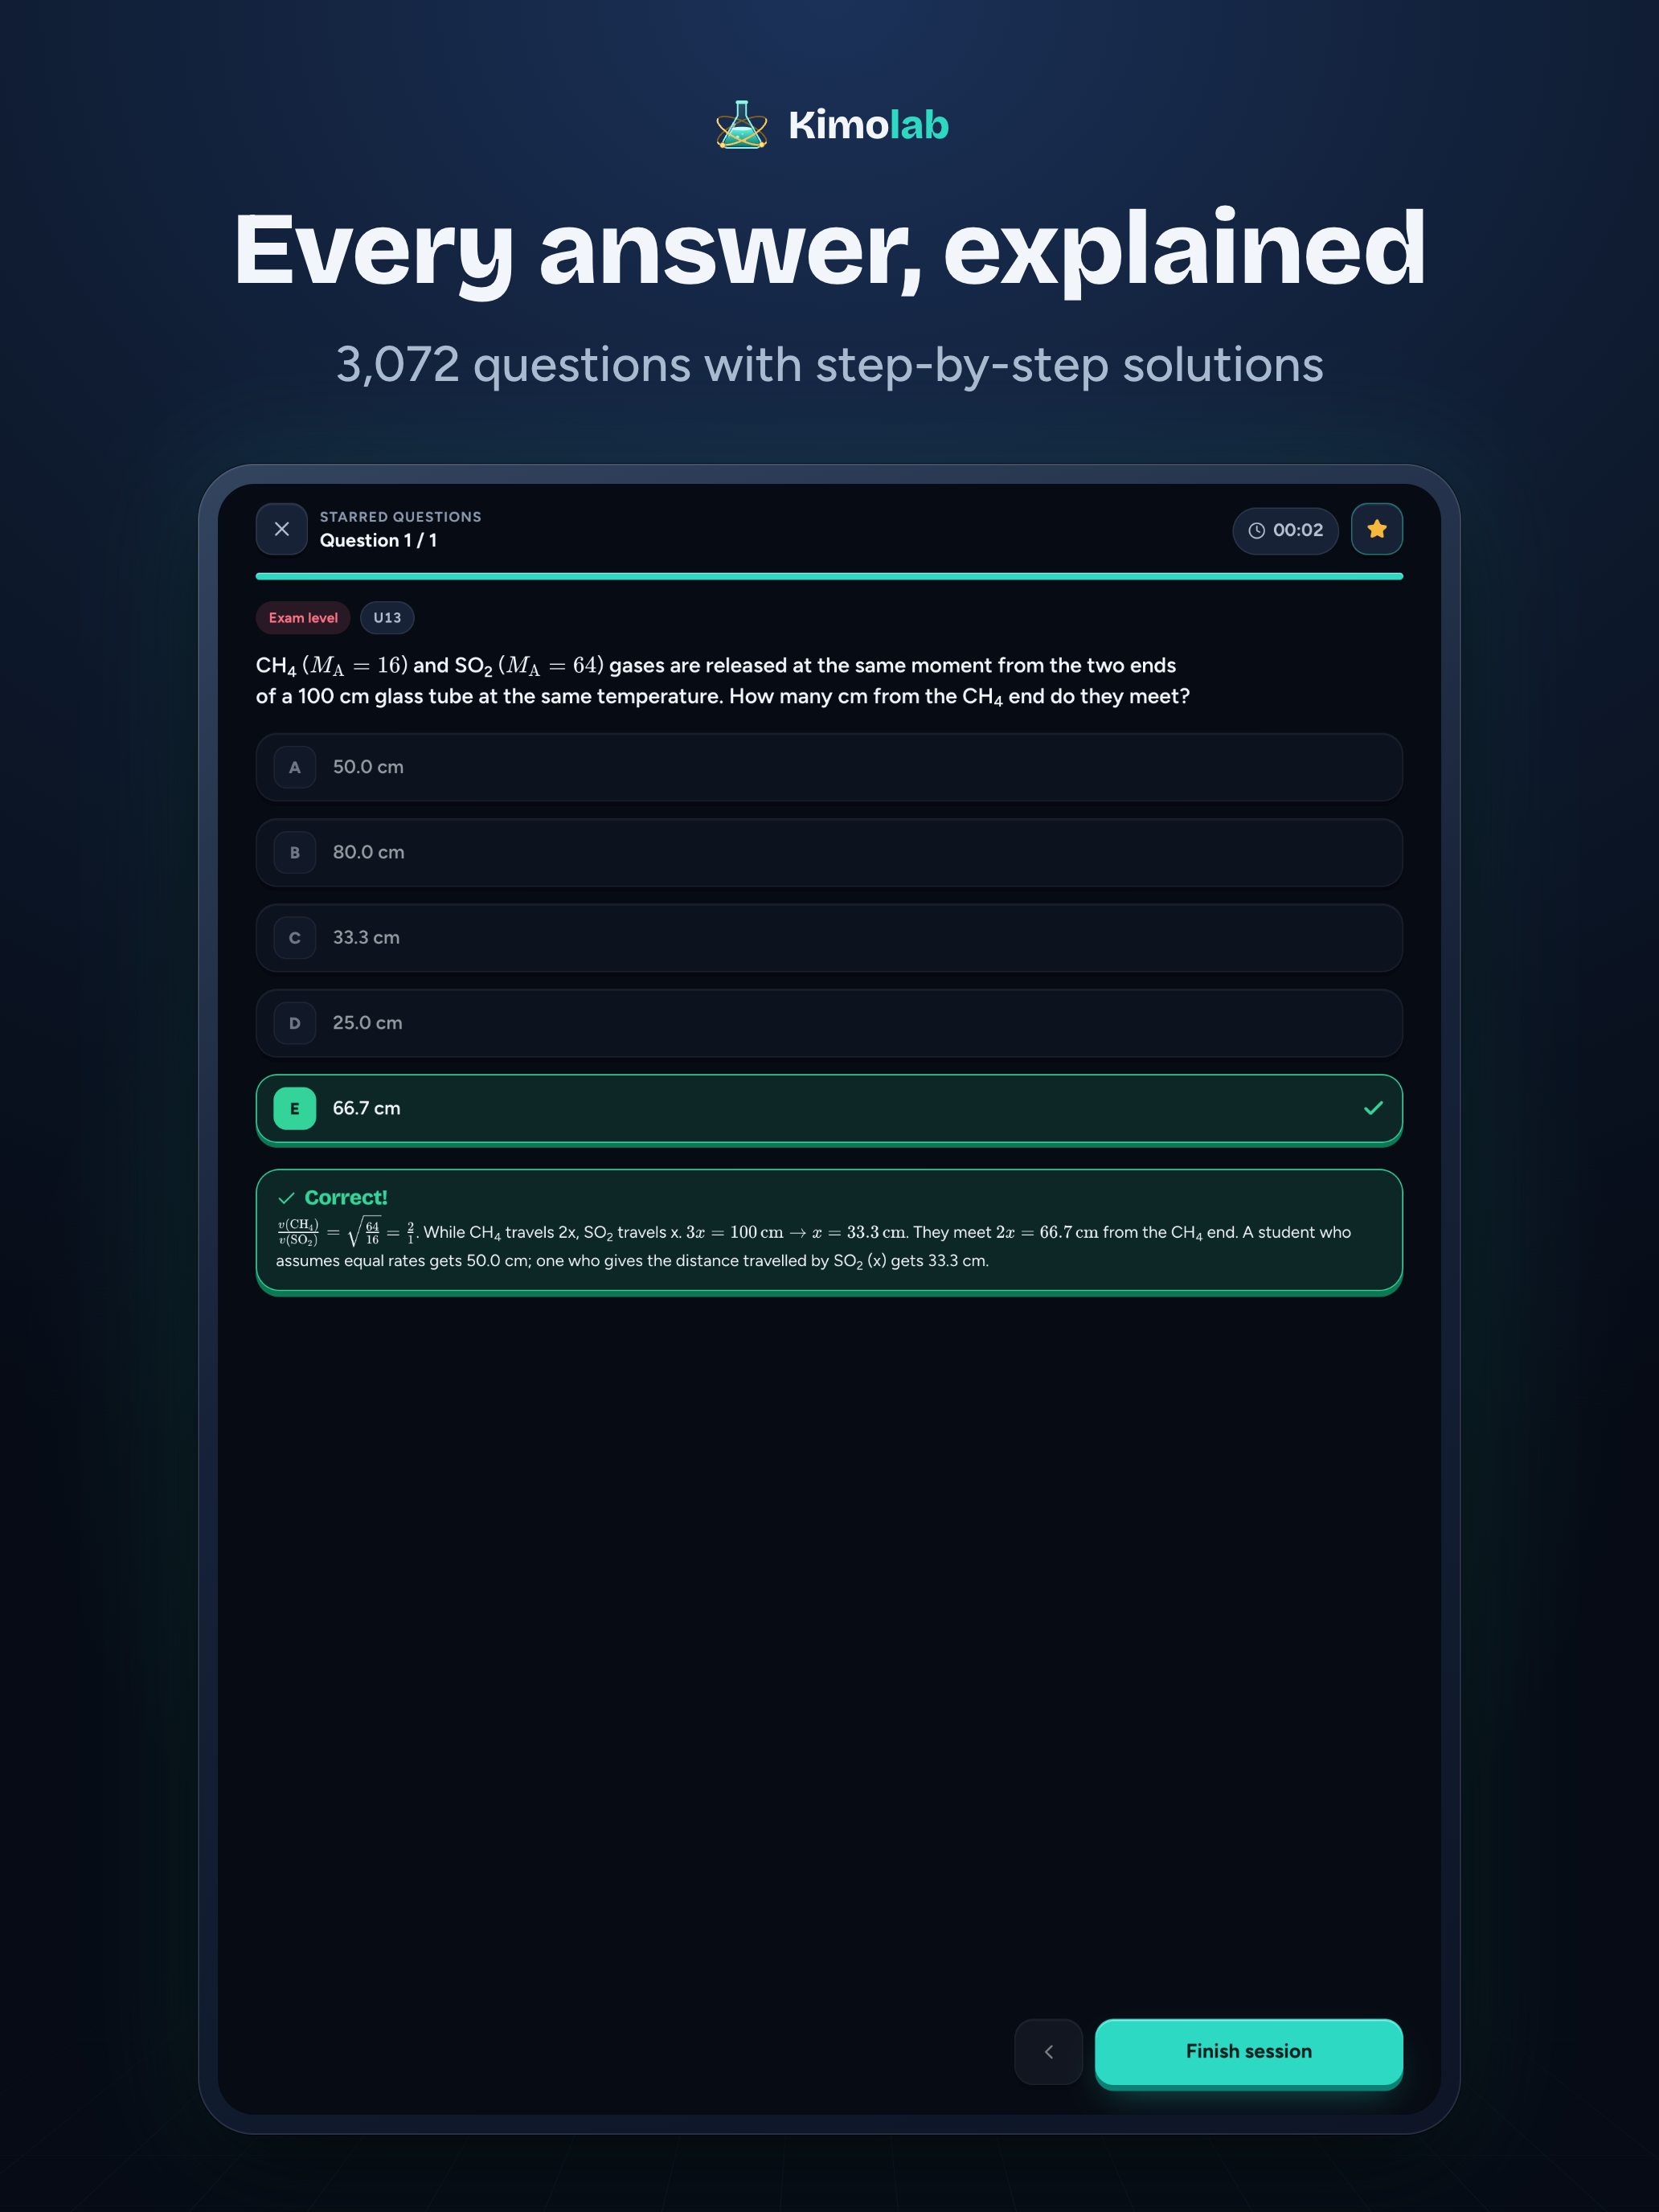 Kimolab
Every answer, explained
3,072 questions with step-by-step solutions
STARRED QUESTIONS
Question 1 / 1
00:02
Exam level
U13
CH₄ (M_A = 16) and SO₂ (M_A = 64) gases are released at the same moment from the two ends
of a 100 cm glass tube at the same temperature. How many cm from the CH₄ end do they meet?
A 50.0 cm
B 80.0 cm
C 33.3 cm
D 25.0 cm
E 66.7 cm
Correct!
v(CH₄)/v(SO₂) = √(64/16) = 2/1. While CH₄ travels 2x, SO₂ travels x. 3x = 100 cm → x = 33.3 cm. They meet 2x = 66.7 cm from the CH₄ end. A student who
assumes equal rates gets 50.0 cm; one who gives the distance travelled by SO₂ (x) gets 33.3 cm.
Finish session